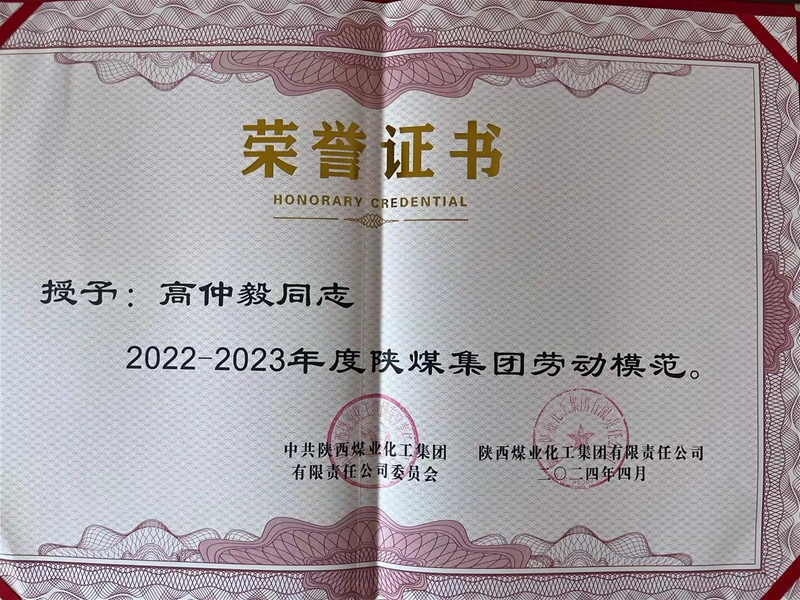 荣誉证书
HONORARY CREDENTIAL
授予：高仲毅同志
2022-2023年度陕煤集团劳动模范。
中共陕西煤业化工集团
有限责任公司委员会
陕西煤业化工集团有限责任公司
二〇二四年四月